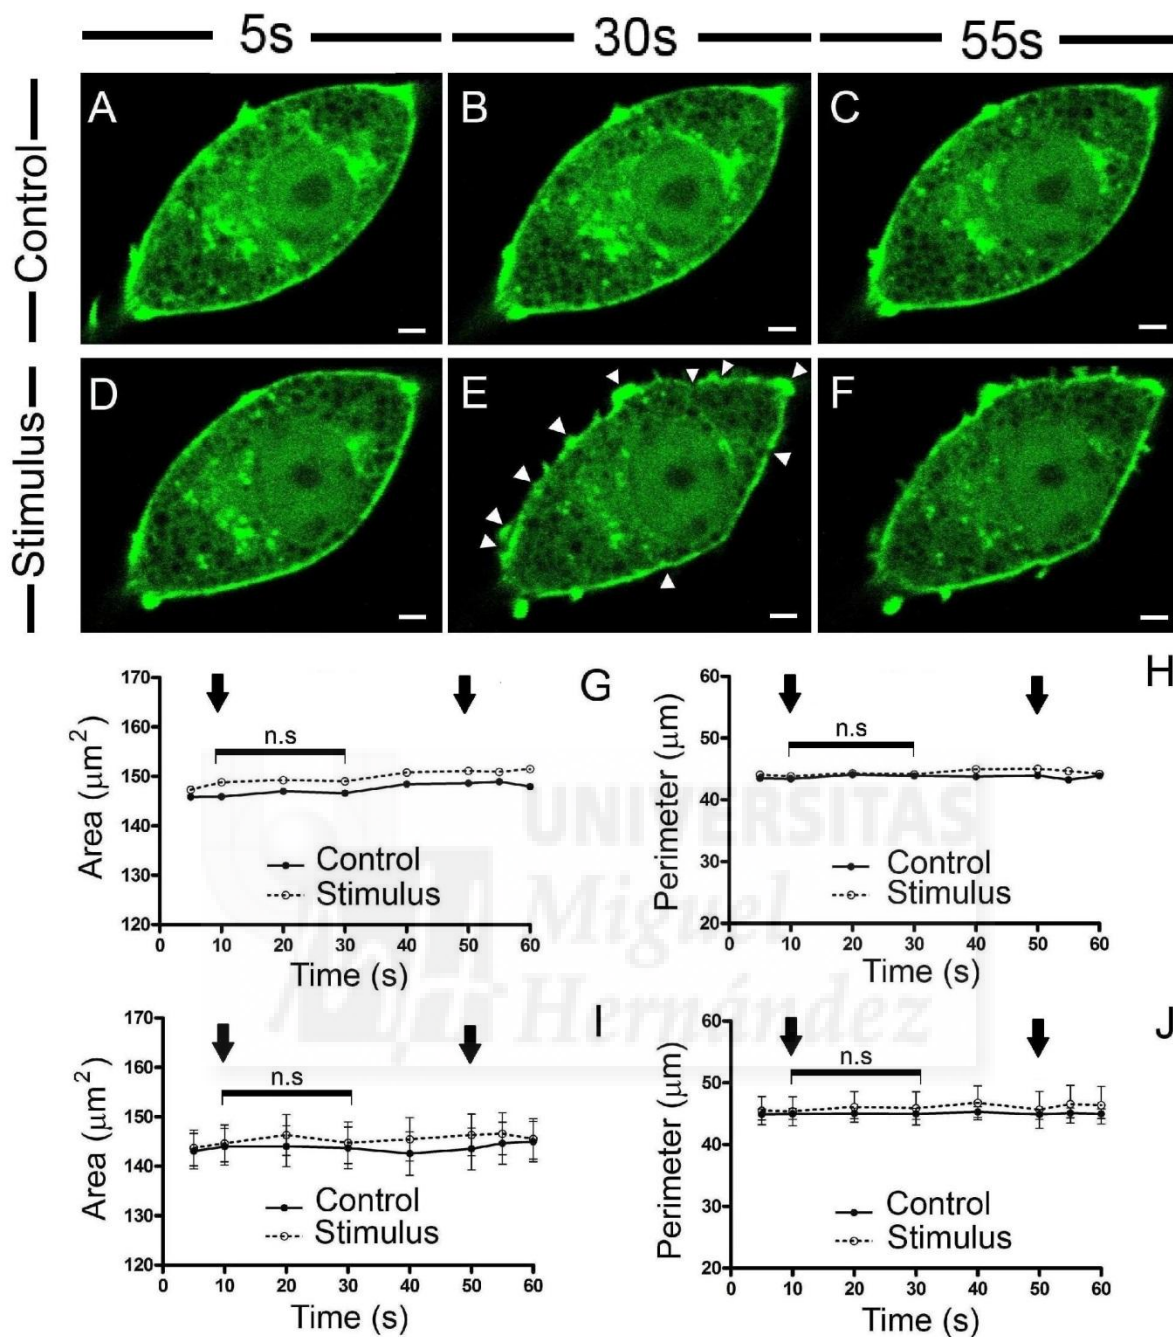 5s 30s 55s
Control
A B C
Stimulus
D E F
G
Area (μm²)
170
160
150
140
130
120
n.s
Control
Stimulus
0 10 20 30 40 50 60
Time (s)
H
Perimeter (μm)
60
50
40
30
20
n.s
Control
Stimulus
0 10 20 30 40 50 60
Time (s)
UNIVERSITAS
Miguel
Hernández
I
Area (μm²)
170
160
150
140
130
120
n.s
Control
Stimulus
0 10 20 30 40 50 60
Time (s)
J
Perimeter (μm)
60
50
40
30
20
n.s
Control
Stimulus
0 10 20 30 40 50 60
Time (s)